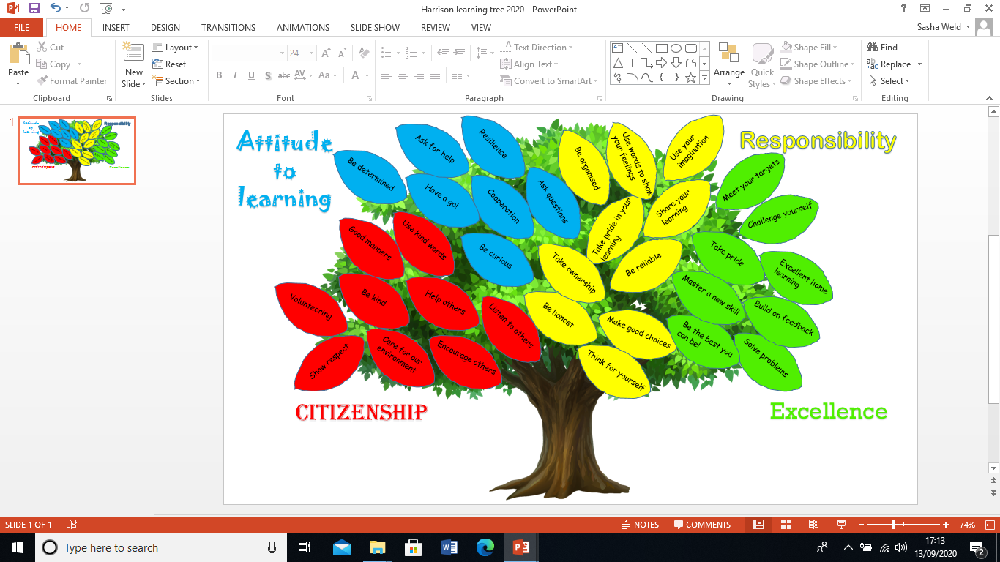 Harrison learning tree 2020 - PowerPoint
FILE HOME INSERT DESIGN TRANSITIONS ANIMATIONS SLIDE SHOW REVIEW VIEW
Sasha Weld
Paste
Cut
Copy
Format Painter
Clipboard
New
Slide
Layout
Reset
Section
Slides
24
B I U S abc AV Aa A
Font
Text Direction
Align Text
Convert to SmartArt
Paragraph
Arrange
Quick
Styles
Shape Fill
Shape Outline
Shape Effects
Drawing
Find
Replace
Select
Editing
1
Attitude
to
learning
Responsibility
Be determined
Ask for help
Resilience
Have a go!
Cooperation
Ask questions
Be curious
Be organised
Use words to show
your feelings
Use your
imagination
Take pride in your
learning
Share your
learning
Take ownership
Be reliable
Be honest
Make good choices
Think for yourself
Meet your targets
Challenge yourself
Take pride
Excellent home
learning
Master a new skill
Build on feedback
Be the best you
can be!
Solve problems
Good manners
Use kind words
Volunteering
Be kind
Help others
Listen to others
Show respect
Care for our
environment
Encourage others
CITIZENSHIP
Excellence
SLIDE 1 OF 1
NOTES
COMMENTS
74%
Type here to search
17:13
13/09/2020
2